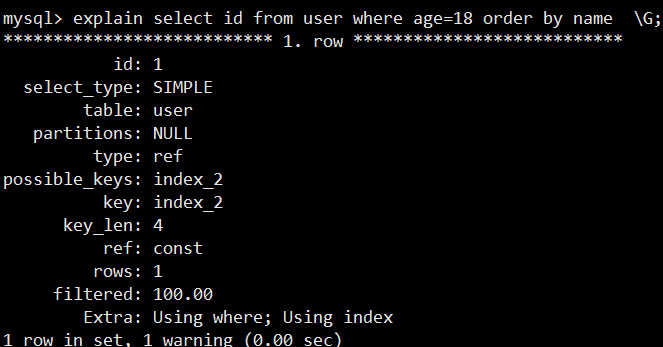 mysql> explain select id from user where age=18 order by name  \G;
*************************** 1. row ***************************
           id: 1
  select_type: SIMPLE
        table: user
   partitions: NULL
         type: ref
possible_keys: index_2
          key: index_2
      key_len: 4
          ref: const
         rows: 1
     filtered: 100.00
        Extra: Using where; Using index
1 row in set, 1 warning (0.00 sec)